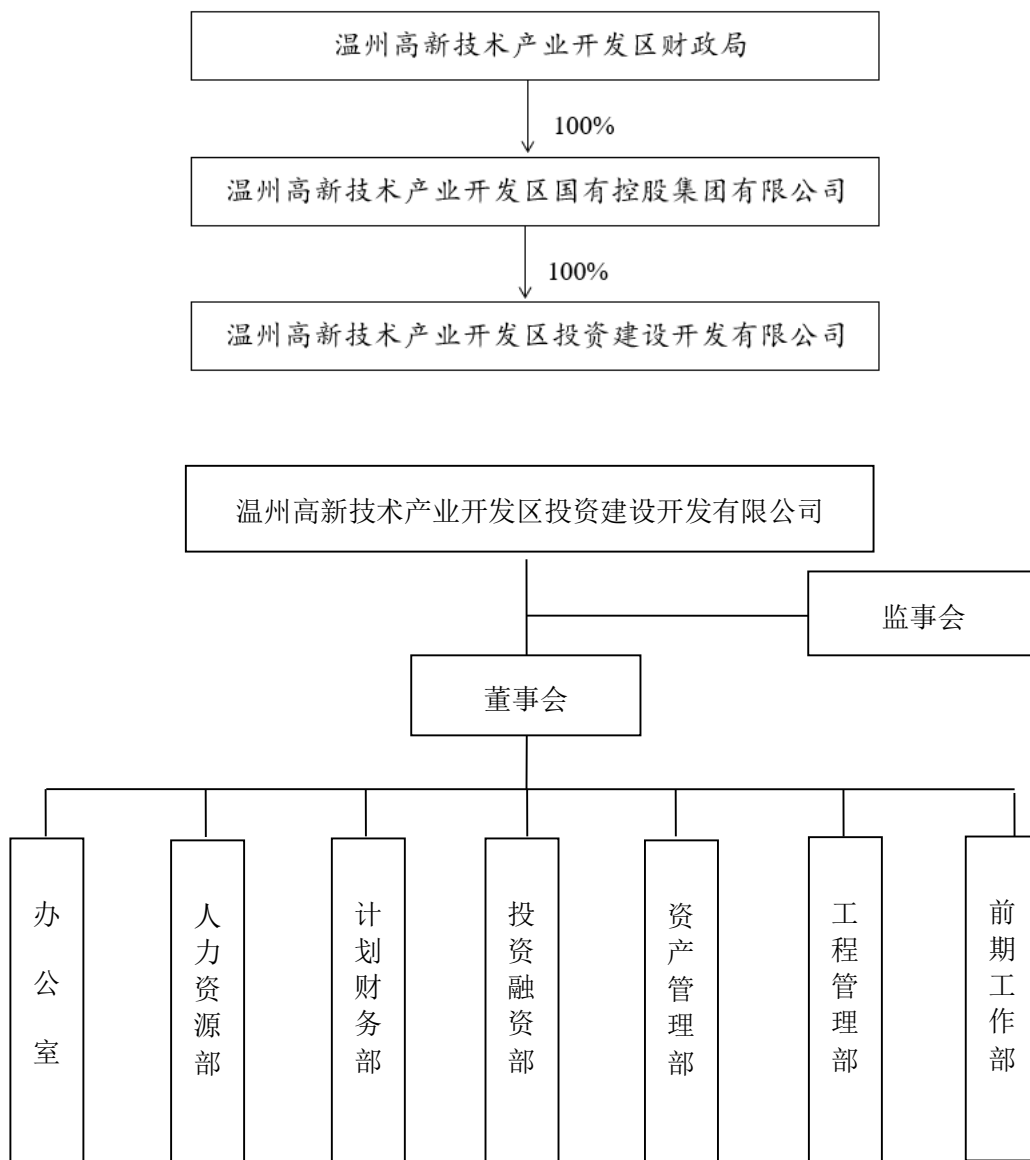 温州高新技术产业开发区财政局
100%
温州高新技术产业开发区国有控股集团有限公司
100%
温州高新技术产业开发区投资建设开发有限公司
温州高新技术产业开发区投资建设开发有限公司
监事会
董事会
办公室
人力资源部
计划财务部
投资融资部
资产管理部
工程管理部
前期工作部